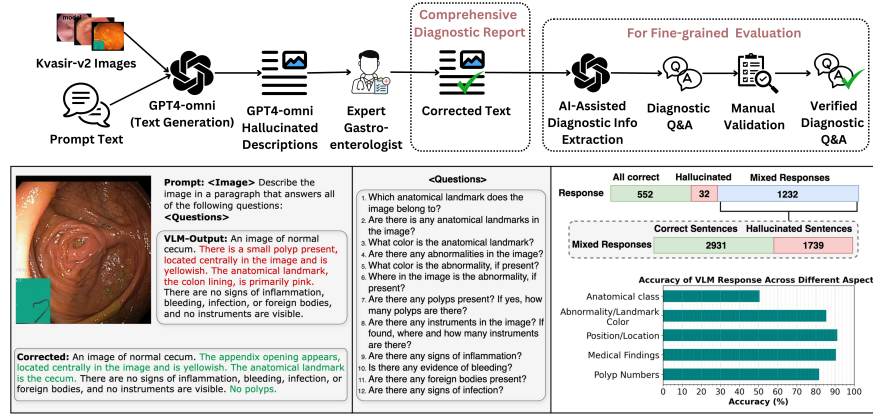 Comprehensive
Diagnostic Report
For Fine-grained Evaluation
model
Kvasir-v2 Images
Prompt Text
GPT4-omni
(Text Generation)
GPT4-omni
Hallucinated
Descriptions
Expert
Gastro-
enterologist
Corrected Text
AI-Assisted
Diagnostic Info
Extraction
Q
A
Diagnostic
Q&A
Manual
Validation
Q
A
Verified
Diagnostic
Q&A
Prompt: <Image> Describe the
image in a paragraph that answers all
of the following questions:
<Questions>
VLM-Output: An image of normal
cecum. There is a small polyp present,
located centrally in the image and is
yellowish. The anatomical landmark,
the colon lining, is primarily pink.
There are no signs of inflammation,
bleeding, infection, or foreign bodies,
and no instruments are visible.
Corrected: An image of normal cecum. The appendix opening appears,
located centrally in the image and is yellowish. The anatomical landmark
is the cecum. There are no signs of inflammation, bleeding, infection, or
foreign bodies, and no instruments are visible. No polyps.
<Questions>
1. Which anatomical landmark does the
image belong to?
2. Are there any anatomical landmarks in
the image?
3. What color is the anatomical landmark?
4. Are there abnormalities in the image?
5. What color is the abnormality, if present?
6. Where in the image is the abnormality, if
present?
7. Are there polyps present? If yes, how
many polyps are there?
8. Are there instruments in the image? If
found, where and how many instruments
are there?
9. Are there signs of inflammation?
10. Is there any evidence of bleeding?
11. Are there foreign bodies present?
12. Are there any signs of infection?
All correct
Hallucinated
Mixed Responses
Response
552
32
1232
Correct Sentences
Hallucinated Sentences
Mixed Responses
2931
1739
Accuracy of VLM Response Across Different Aspect
Anatomical class
Abnormality/Landmark
Color
Position/Location
Medical Findings
Polyp Numbers
0 10 20 30 40 50 60 70 80 90 100
Accuracy (%)